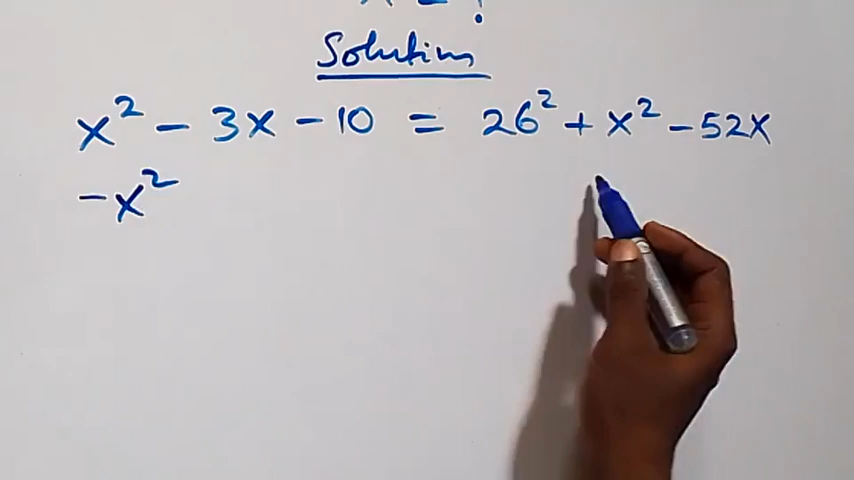 x = ?
Solution
x² - 3x - 10 = 26² + x² - 52x
-x²